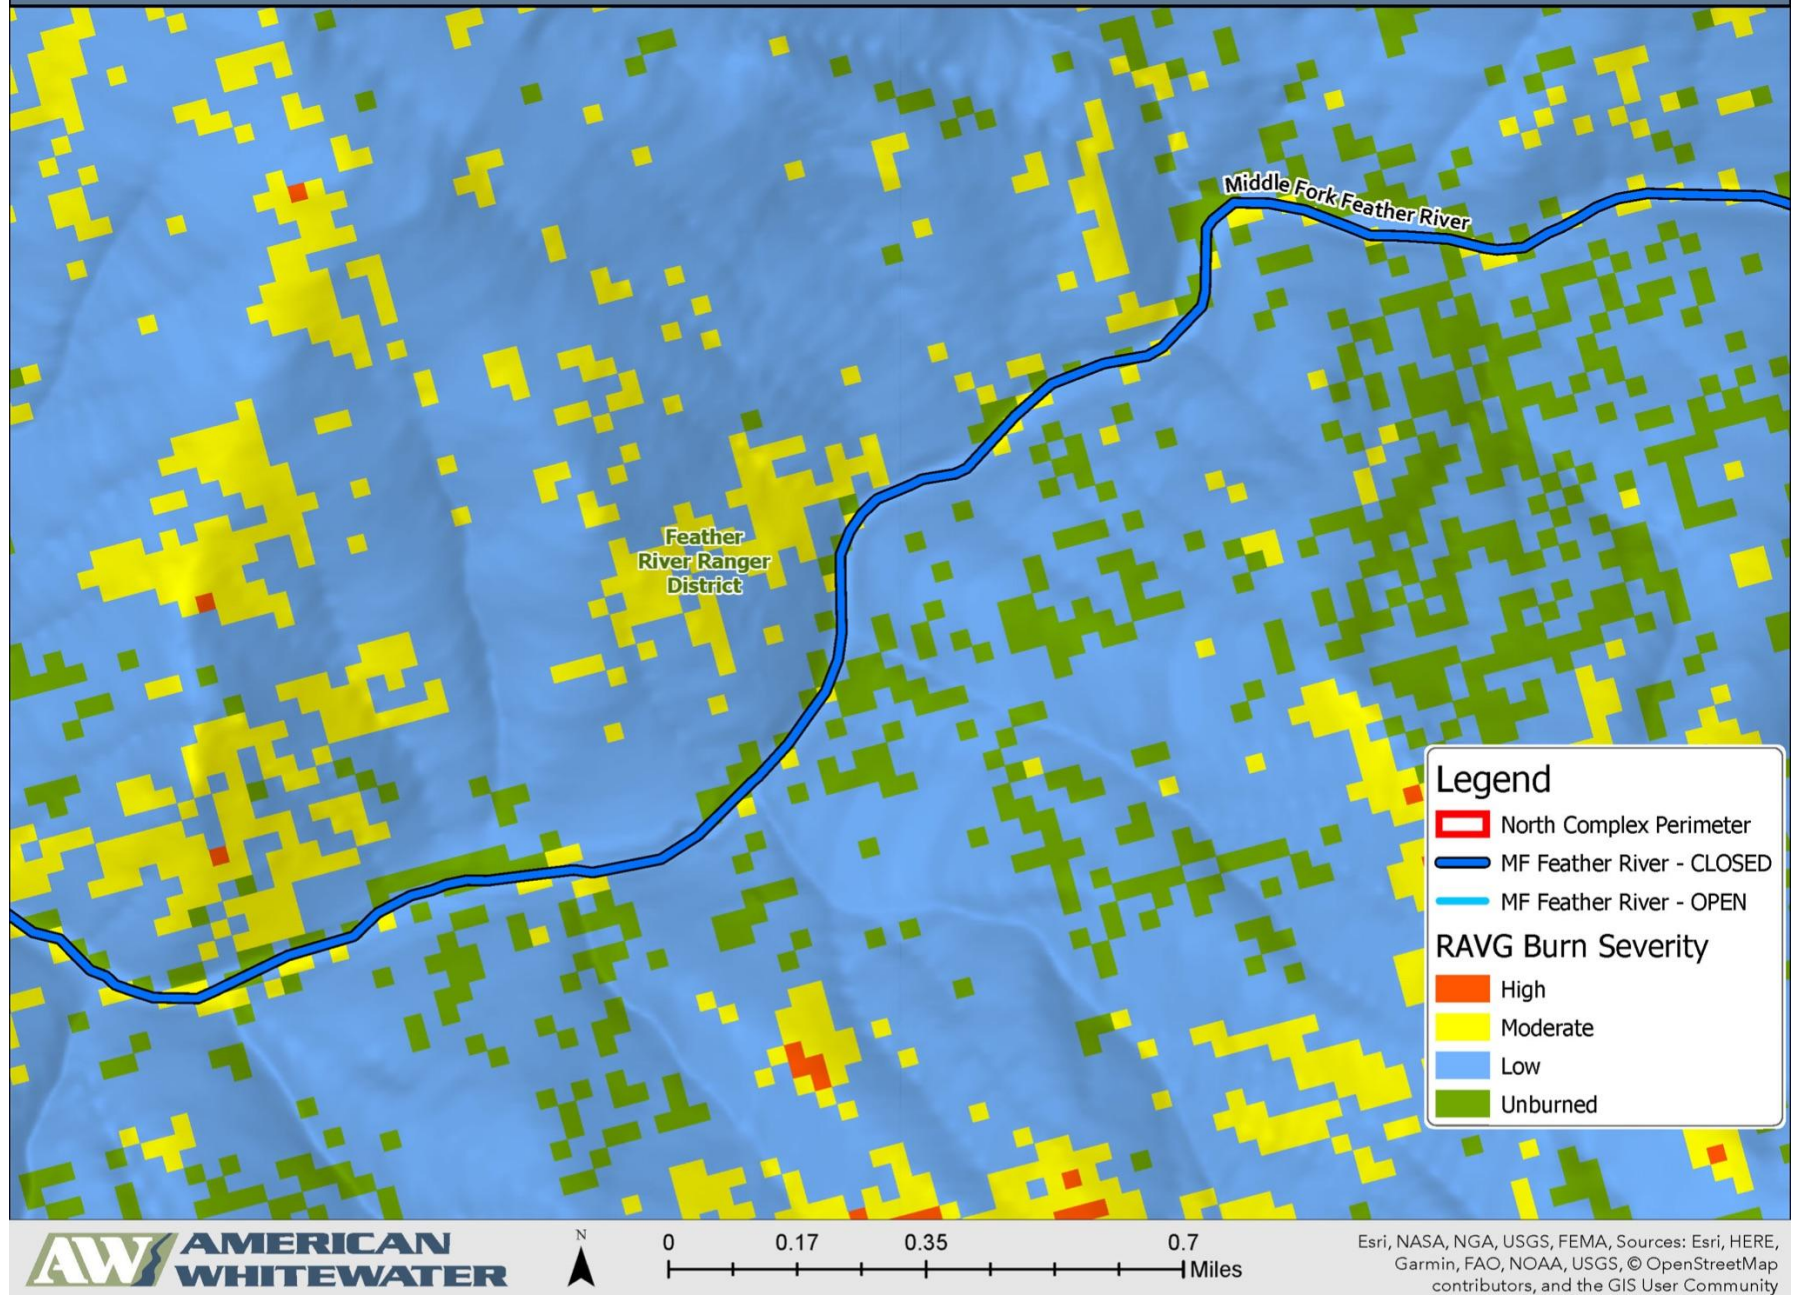 Middle Fork Feather River
Feather
River Ranger
District
Legend
North Complex Perimeter
MF Feather River - CLOSED
MF Feather River - OPEN
RAVG Burn Severity
High
Moderate
Low
Unburned
AW AMERICAN
WHITEWATER
N
0 0.17 0.35 0.7
Miles
Esri, NASA, NGA, USGS, FEMA, Sources: Esri, HERE,
Garmin, FAO, NOAA, USGS, © OpenStreetMap
contributors, and the GIS User Community